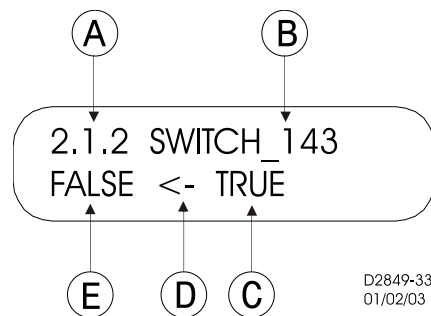 A B
2.1.2 SWITCH_143
FALSE <- TRUE
E D C
D2849-33
01/02/03